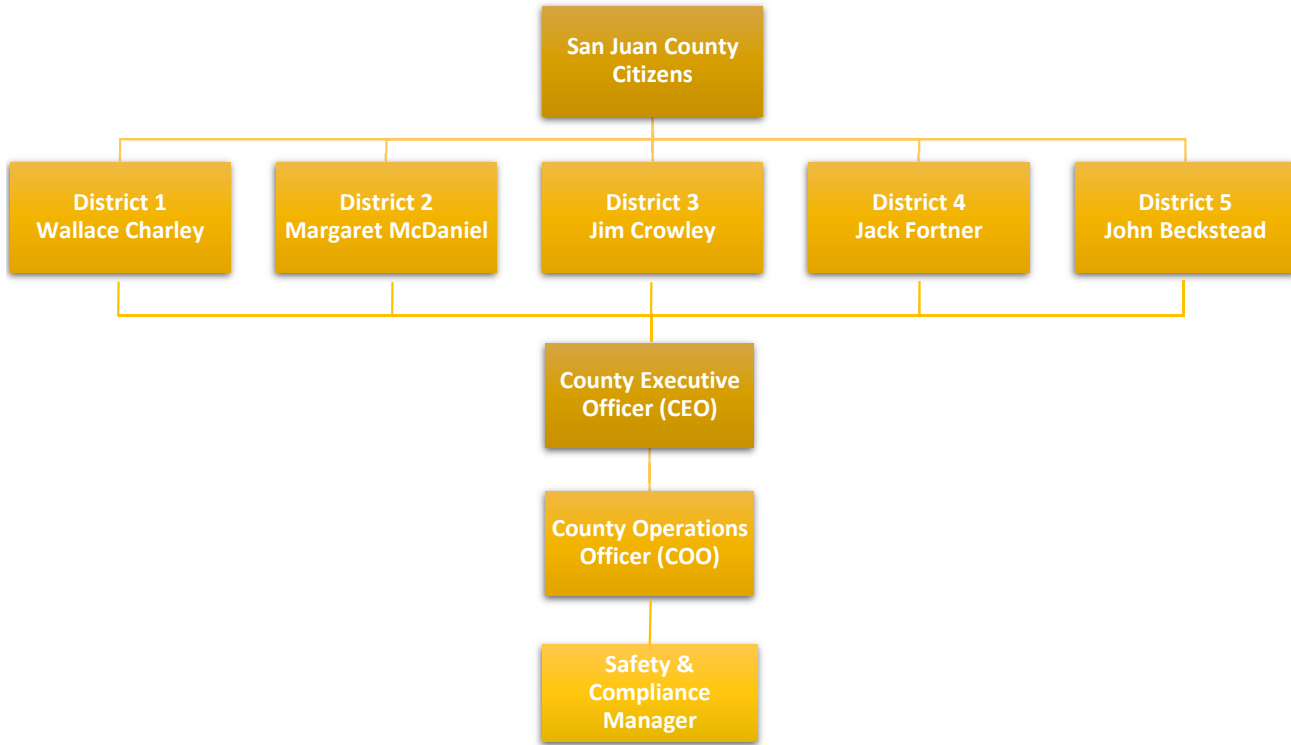 San Juan County
Citizens
District 1
Wallace Charley
District 2
Margaret McDaniel
District 3
Jim Crowley
District 4
Jack Fortner
District 5
John Beckstead
County Executive
Officer (CEO)
County Operations
Officer (COO)
Safety &
Compliance
Manager